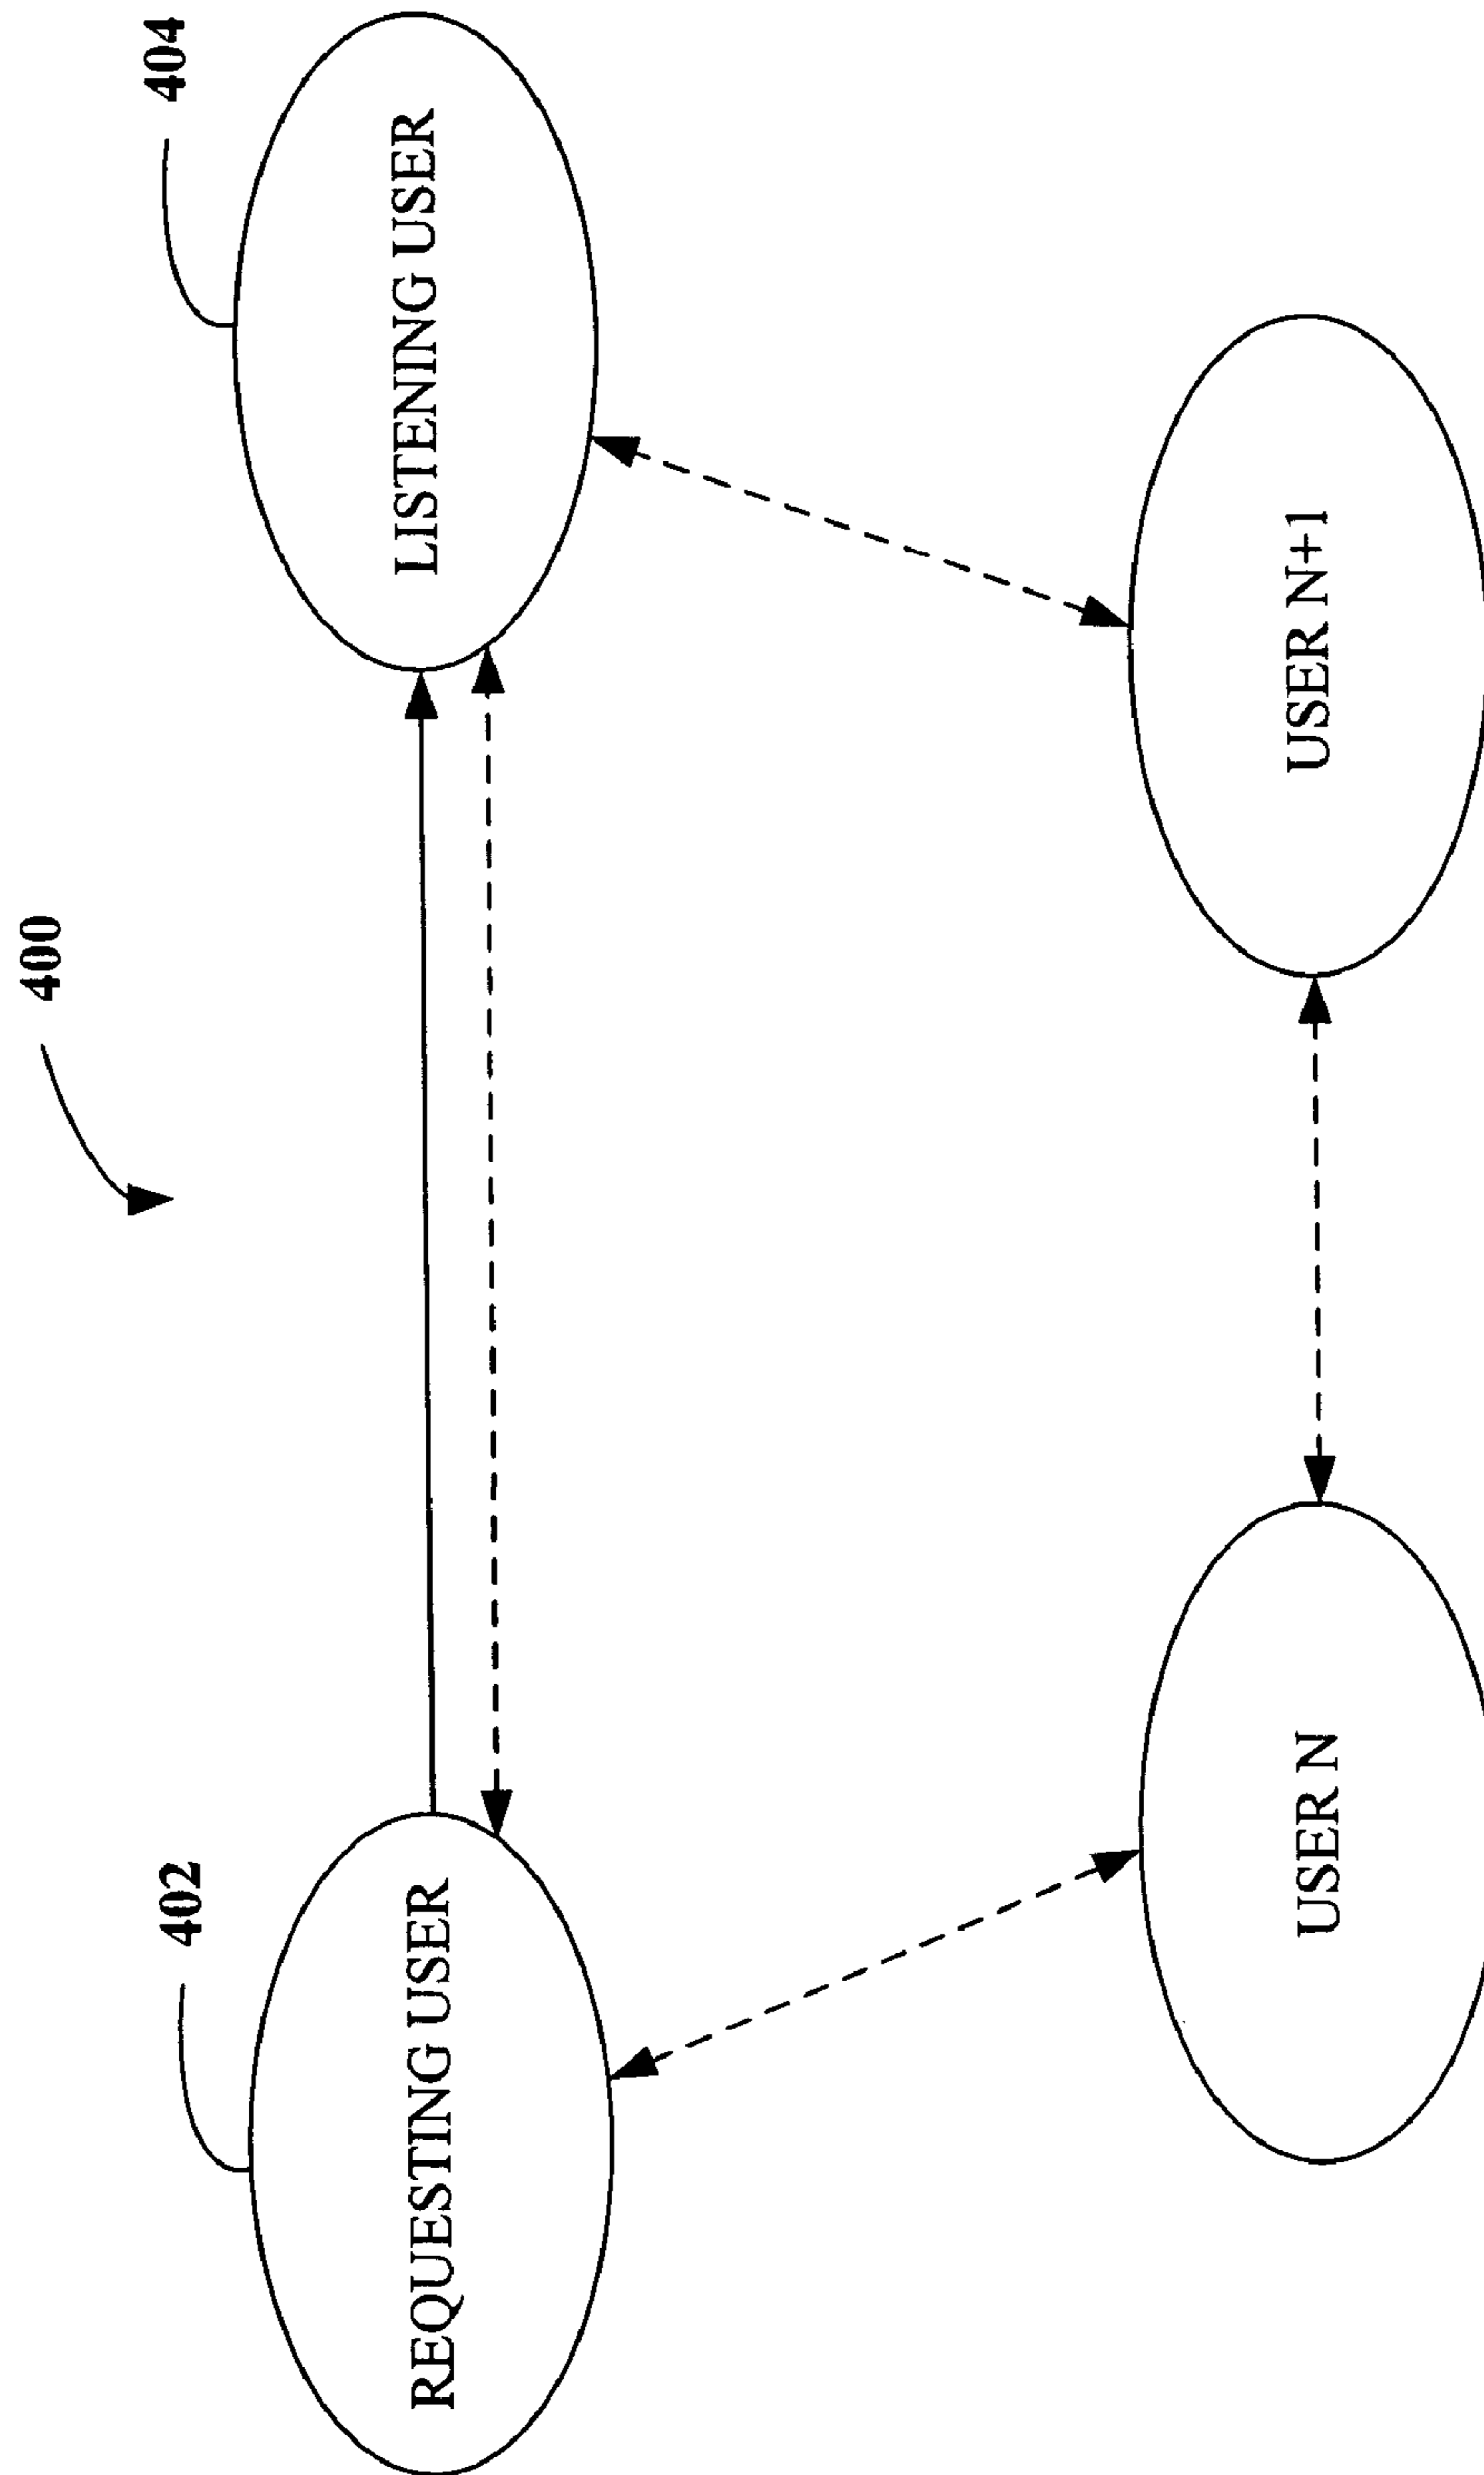 400
402
404
REQUESTING USER
LISTENING USER
USER N
USER N+1